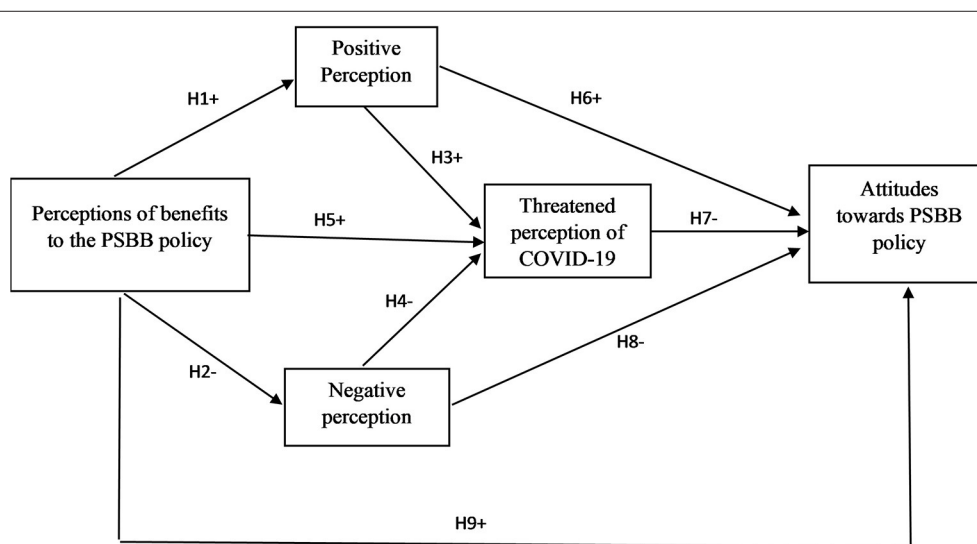 Positive
Perception
H1+
H6+
H3+
Perceptions of benefits
to the PSBB policy
H5+
Threatened
perception of
COVID-19
H7-
Attitudes
towards PSBB
policy
H4-
H2-
H8-
Negative
perception
H9+